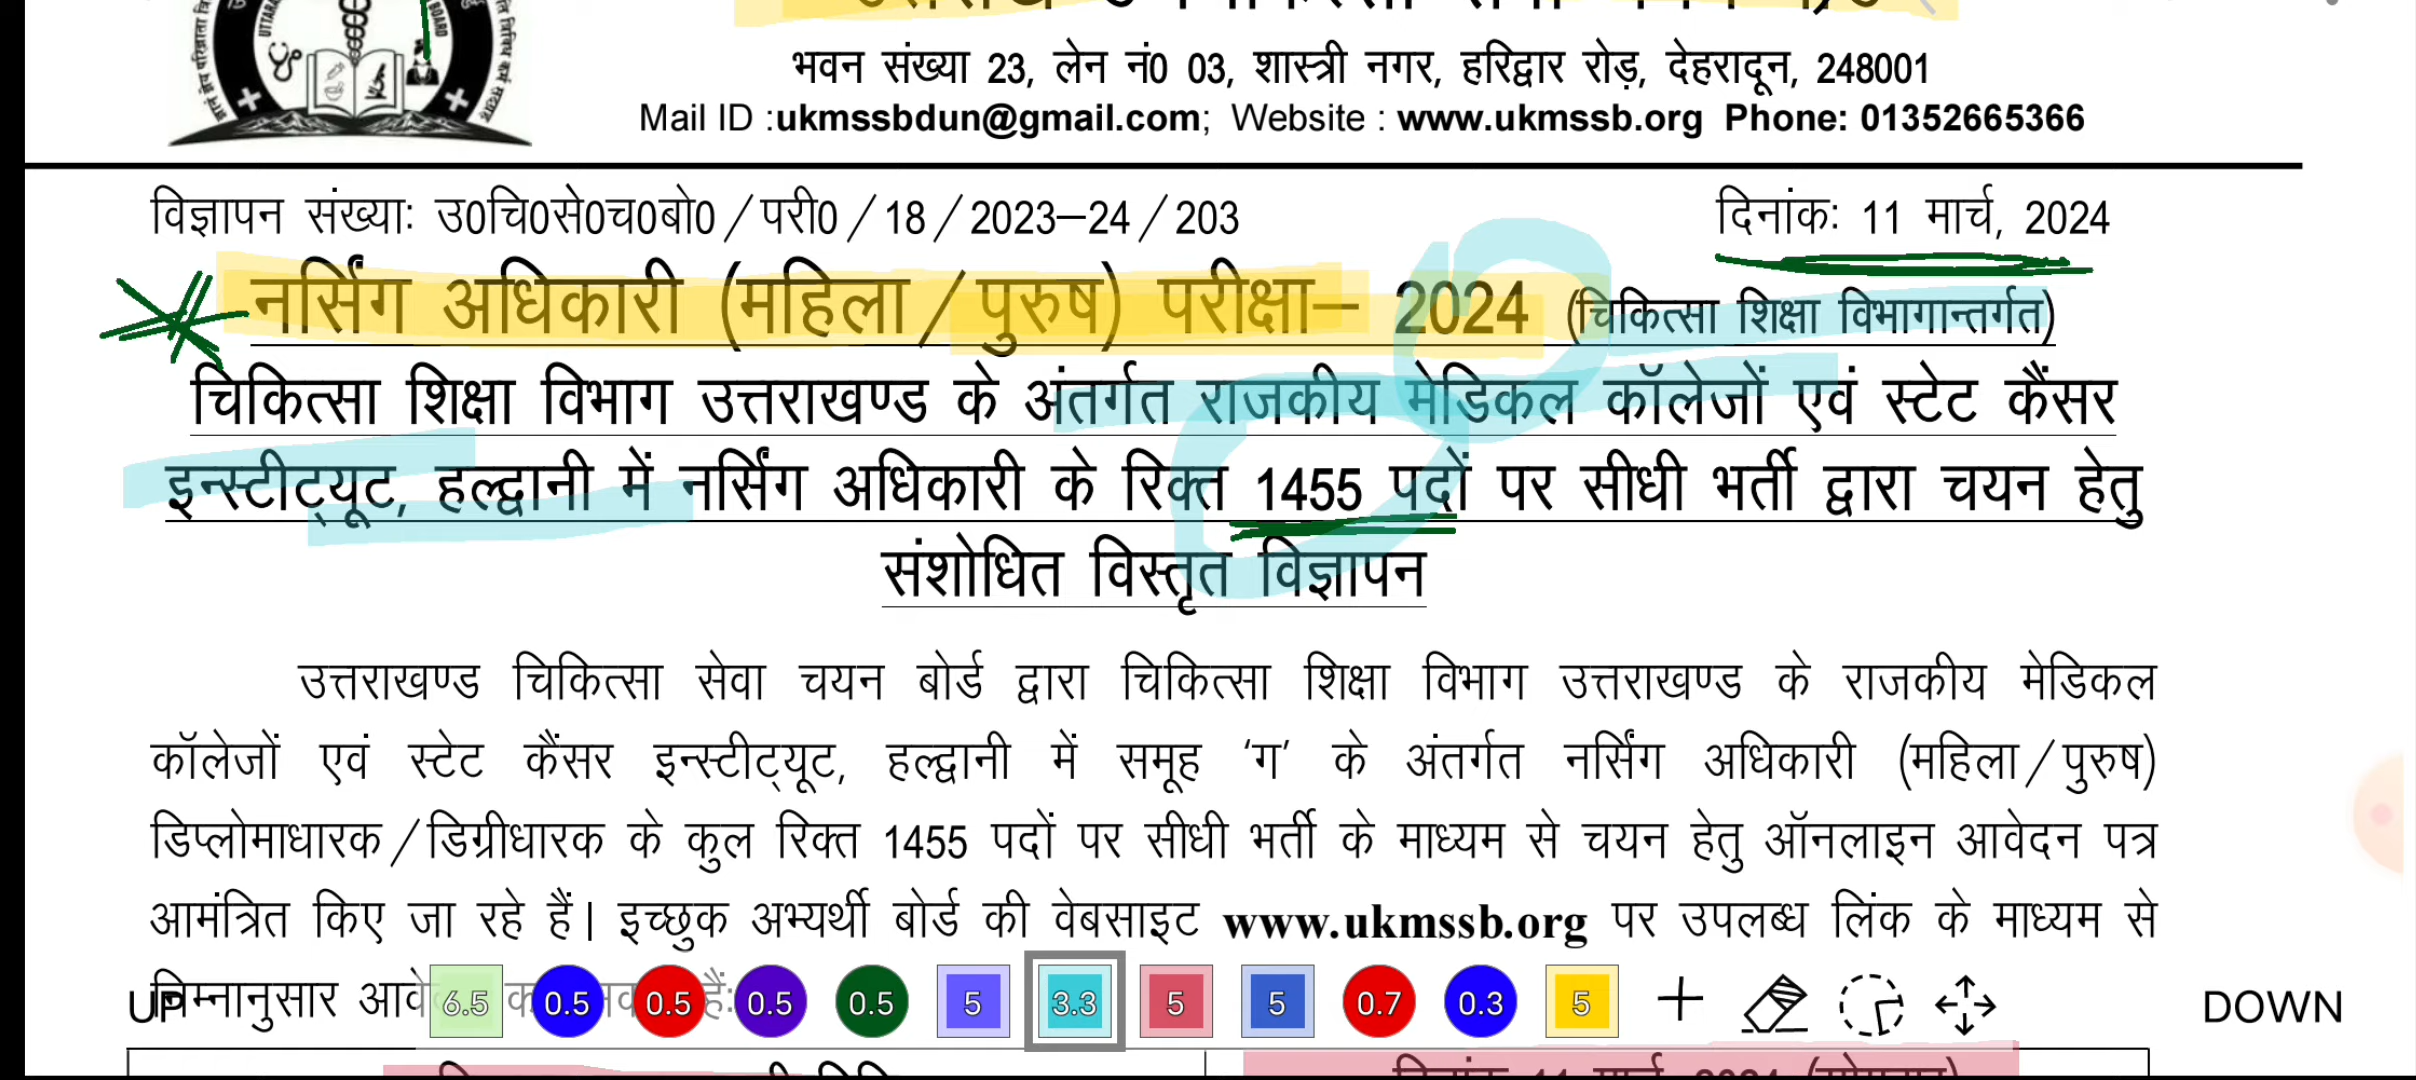 UTTARA BOARD
भवन संख्या 23, लेन नं0 03, शास्त्री नगर, हरिद्वार रोड़, देहरादून, 248001
Mail ID :ukmssbdun@gmail.com; Website : www.ukmssb.org Phone: 01352665366
विज्ञापन संख्याः उ0चि0से0च0बो0/परी0/18/2023–24/203 दिनांकः 11 मार्च, 2024
नर्सिंग अधिकारी (महिला/पुरुष) परीक्षा– 2024 (चिकित्सा शिक्षा विभागान्तर्गत)
चिकित्सा शिक्षा विभाग उत्तराखण्ड के अंतर्गत राजकीय मेडिकल कॉलेजों एवं स्टेट कैंसर
इन्स्टीट्यूट, हल्द्वानी में नर्सिंग अधिकारी के रिक्त 1455 पदों पर सीधी भर्ती द्वारा चयन हेतु
संशोधित विस्तृत विज्ञापन
उत्तराखण्ड चिकित्सा सेवा चयन बोर्ड द्वारा चिकित्सा शिक्षा विभाग उत्तराखण्ड के राजकीय मेडिकल
कॉलेजों एवं स्टेट कैंसर इन्स्टीट्यूट, हल्द्वानी में समूह ‘ग’ के अंतर्गत नर्सिंग अधिकारी (महिला/पुरुष)
डिप्लोमाधारक/डिग्रीधारक के कुल रिक्त 1455 पदों पर सीधी भर्ती के माध्यम से चयन हेतु ऑनलाइन आवेदन पत्र
आमंत्रित किए जा रहे हैं। इच्छुक अभ्यर्थी बोर्ड की वेबसाइट www.ukmssb.org पर उपलब्ध लिंक के माध्यम से
निम्नानुसार
UP 6.5 0.5 0.5 0.5 0.5 5 3.3 5 5 0.7 0.3 5 DOWN
दिनांक 11 मार्च 2024 (सोमवार)